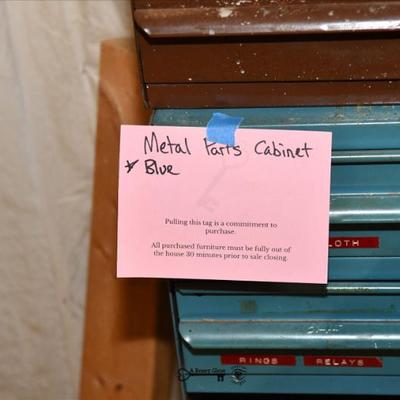 Metal Parts Cabinet
* Blue
Pulling this tag is a commitment to
purchase.
All purchased furniture must be fully out of
the house 30 minutes prior to sale closing.
LOTH
RINGS RELAYS